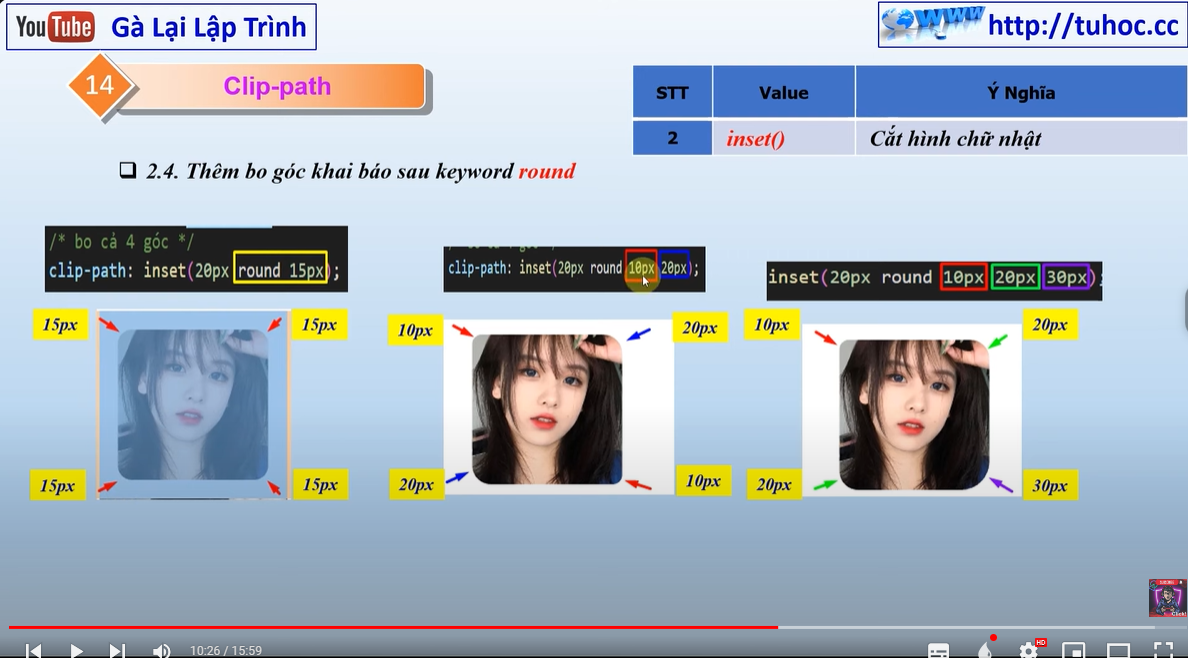 YouTube Gà Lại Lập Trình
WWW http://tuhoc.cc
14 Clip-path
STT Value Ý Nghĩa
2 inset() Cắt hình chữ nhật
2.4. Thêm bo góc khai báo sau keyword round
/* bo cả 4 góc */
clip-path: inset(20px round 15px);
clip-path: inset(20px round 10px 20px);
inset(20px round 10px 20px 30px);
15px 15px
15px 15px
10px 20px
20px 10px
10px 20px
20px 30px
10:26 / 15:59
HD